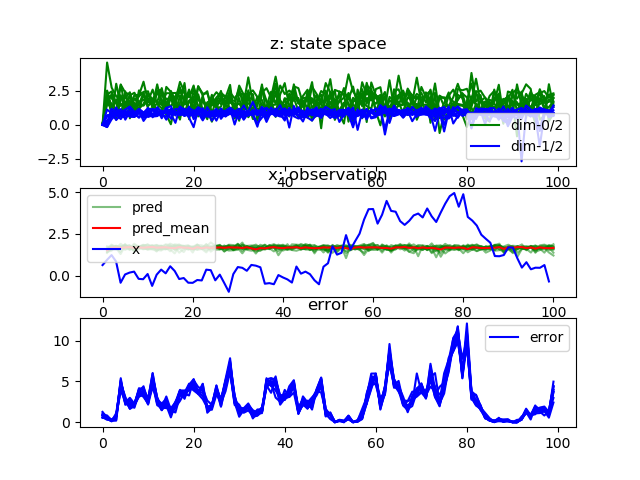 z: state space
2.5
0.0
−2.5
dim-0/2
dim-1/2
0 20 40 60 80 100
x: observation
5.0
2.5
0.0
pred
pred_mean
x
0 20 40 60 80 100
error
10
5
0
error
0 20 40 60 80 100